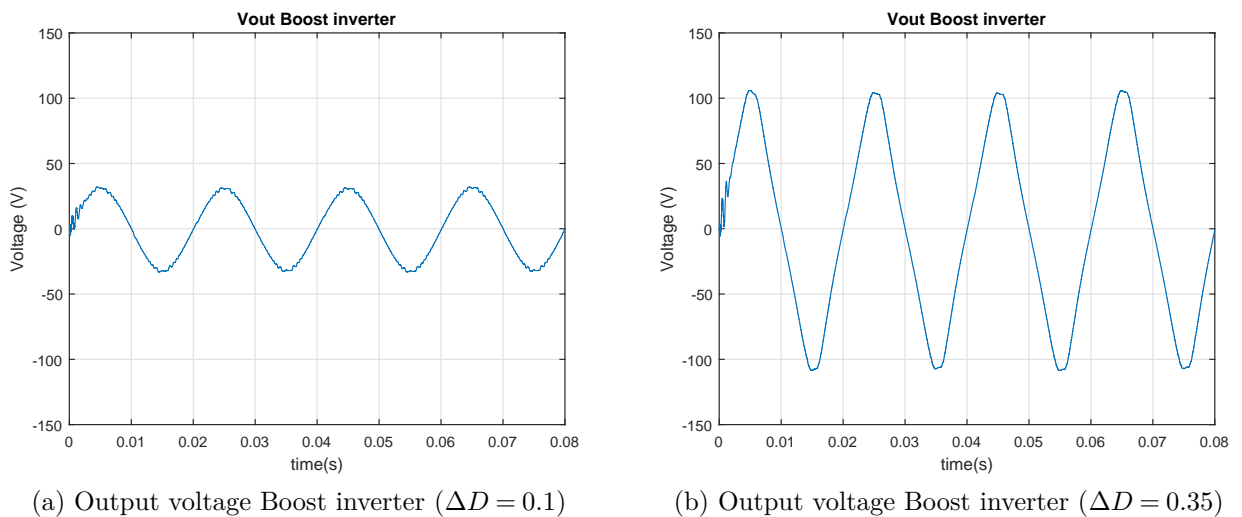 Vout Boost inverter
150
100
50
0
-50
-100
-150
Voltage (V)
0 0.01 0.02 0.03 0.04 0.05 0.06 0.07 0.08
time(s)
(a) Output voltage Boost inverter (ΔD = 0.1)
Vout Boost inverter
150
100
50
0
-50
-100
-150
Voltage (V)
0 0.01 0.02 0.03 0.04 0.05 0.06 0.07 0.08
time(s)
(b) Output voltage Boost inverter (ΔD = 0.35)